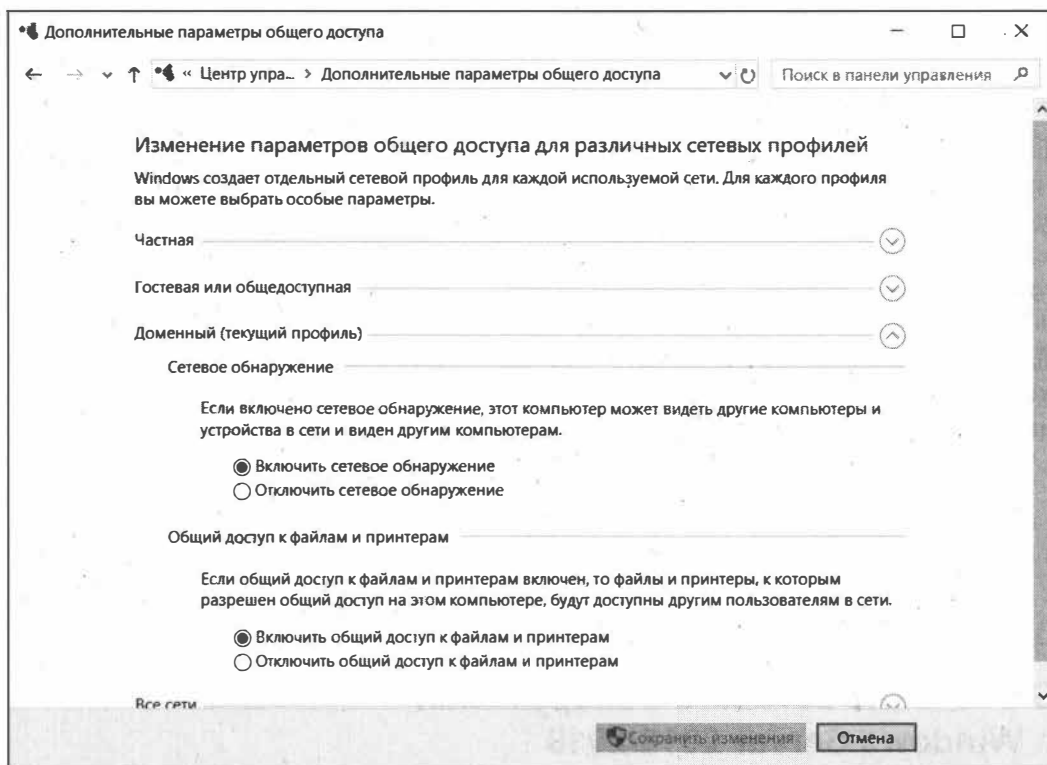 Дополнительные параметры общего доступа
« Центр упра... > Дополнительные параметры общего доступа
Поиск в панели управления
Изменение параметров общего доступа для различных сетевых профилей
Windows создает отдельный сетевой профиль для каждой используемой сети. Для каждого профиля
вы можете выбрать особые параметры.
Частная
Гостевая или общедоступная
Доменный (текущий профиль)
Сетевое обнаружение
Если включено сетевое обнаружение, этот компьютер может видеть другие компьютеры и
устройства в сети и виден другим компьютерам.
Включить сетевое обнаружение
Отключить сетевое обнаружение
Общий доступ к файлам и принтерам
Если общий доступ к файлам и принтерам включен, то файлы и принтеры, к которым
разрешен общий доступ на этом компьютере, будут доступны другим пользователям в сети.
Включить общий доступ к файлам и принтерам
Отключить общий доступ к файлам и принтерам
Все сети
Сохранить изменения
Отмена